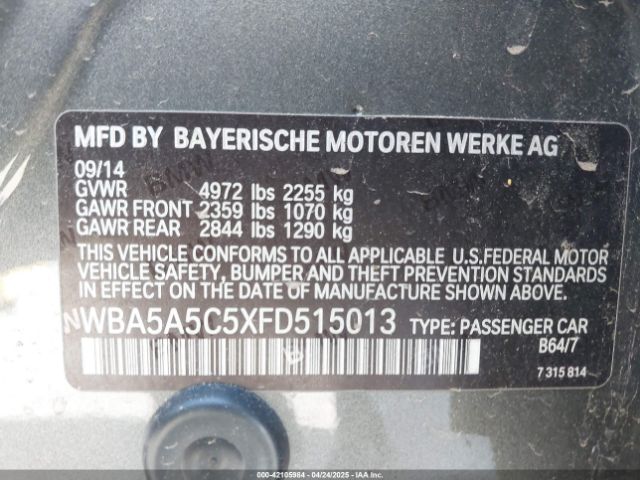 MFD BY BAYERISCHE MOTOREN WERKE AG
09/14
GVWR 4972 lbs 2255 kg
GAWR FRONT 2359 lbs 1070 kg
GAWR REAR 2844 lbs 1290 kg
THIS VEHICLE CONFORMS TO ALL APPLICABLE U.S.FEDERAL MOTOR
VEHICLE SAFETY, BUMPER AND THEFT PREVENTION STANDARDS
IN EFFECT ON THE DATE OF MANUFACTURE SHOWN ABOVE.
WBA5A5C5XFD515013 TYPE: PASSENGER CAR
B64/7
7 315 814
000-42105984 - 04/24/2025 - IAAI.com